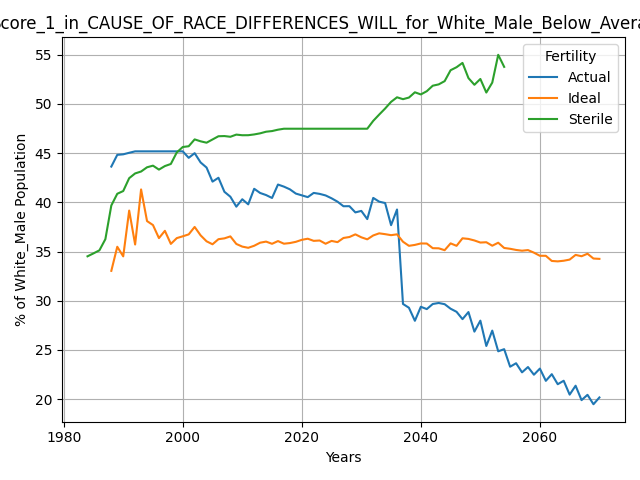 core_1_in_CAUSE_OF_RACE_DIFFERENCES_WILL_for_White_Male_Below_Avera
Fertility
Actual
Ideal
Sterile
% of White_Male Population
55
50
45
40
35
30
25
20
1980
2000
2020
2040
2060
Years